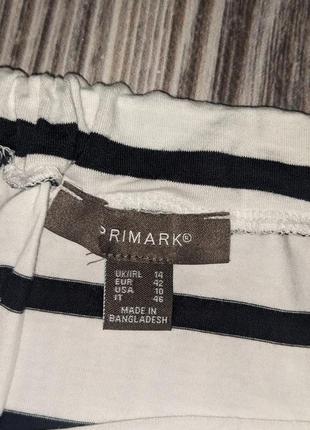 PRIMARK®
UK/IRL 14
EUR 42
USA 10
IT 46
MADE IN
BANGLADESH